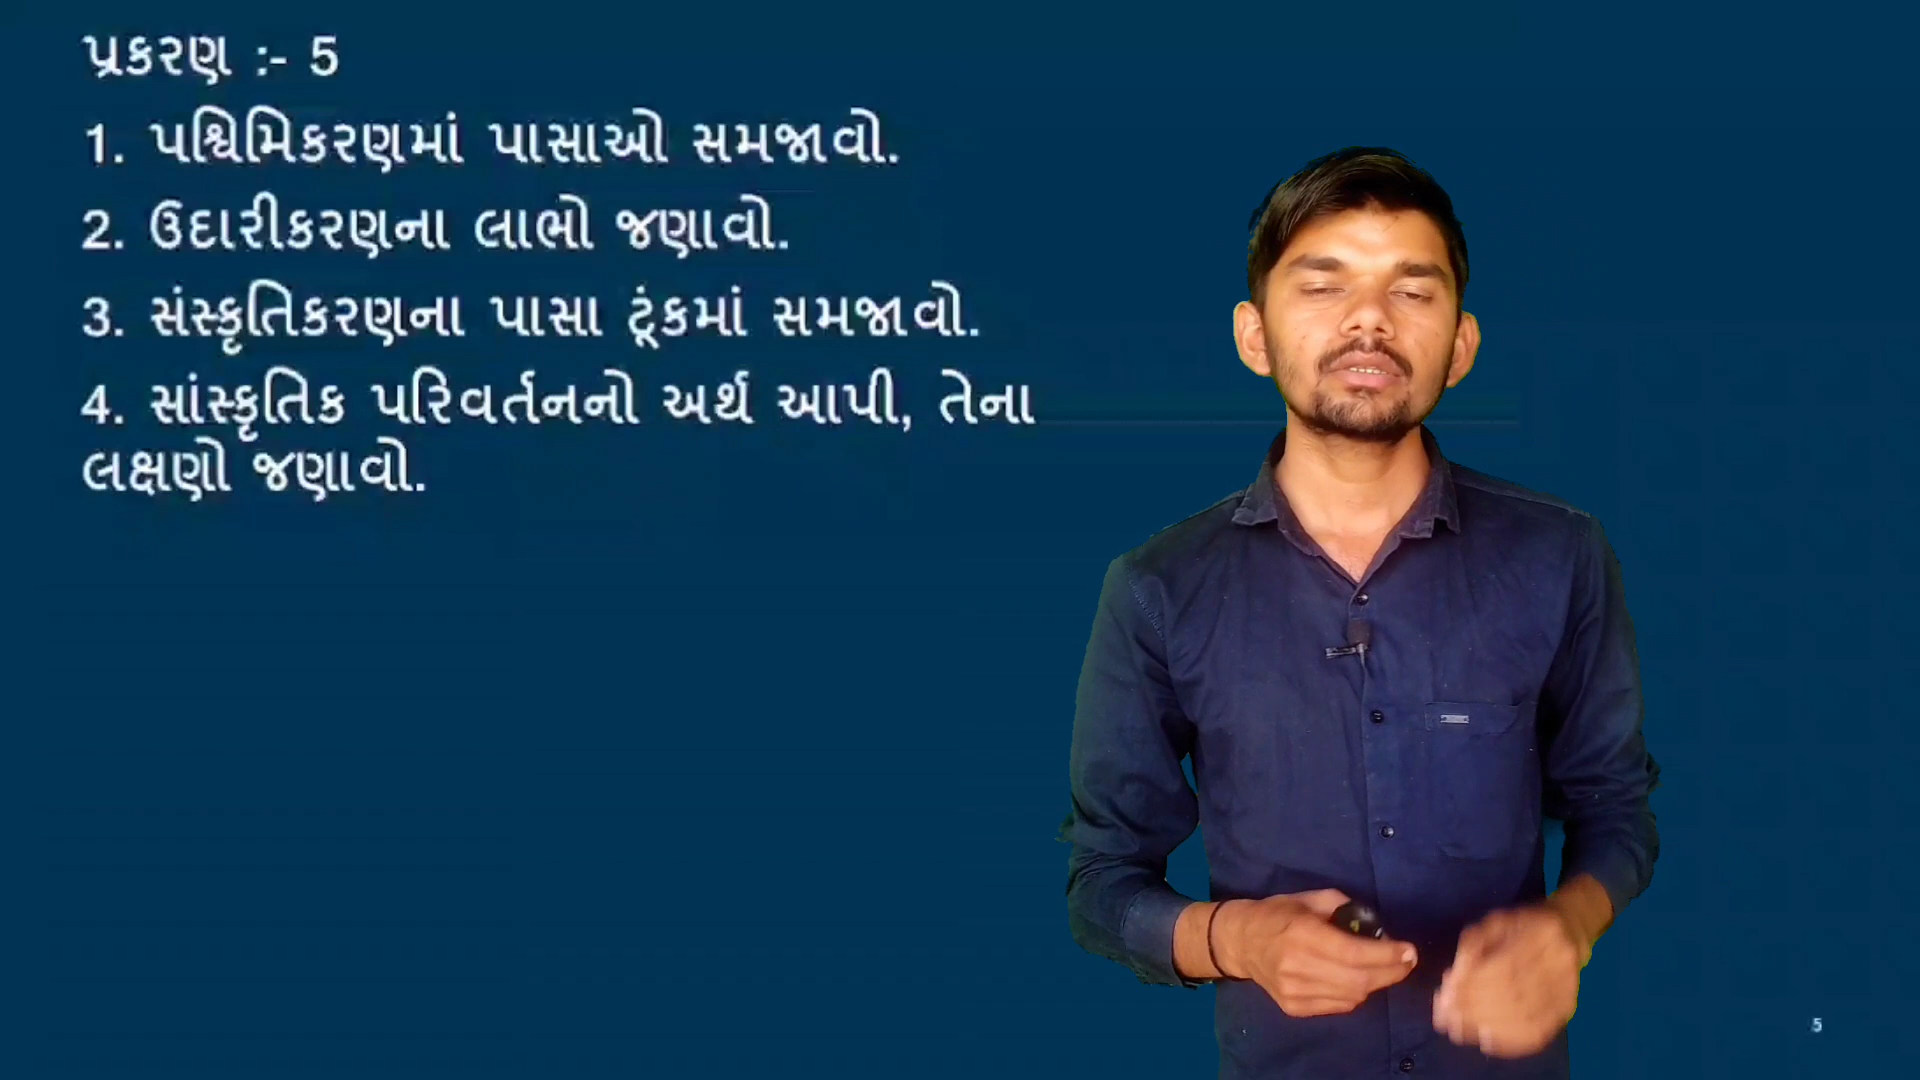 પ્રકરણ :- 5
1. પશ્વિમિકરણમાં પાસાઓ સમજાવો.
2. ઉદારીકરણના લાભો જણાવો.
3. સંસ્કૃતિકરણના પાસા ટૂંકમાં સમજાવો.
4. સાંસ્કૃતિક પરિવર્તનનો અર્થ આપી, તેના
લક્ષણો જણાવો.
5